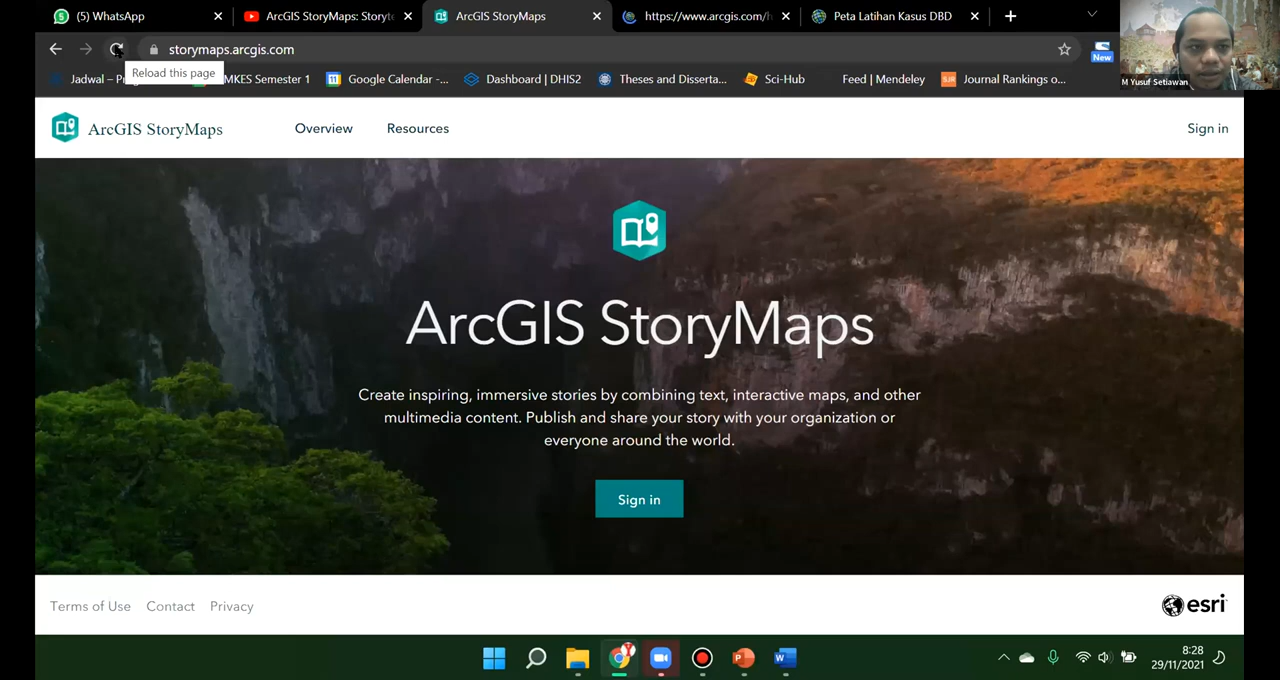 (5) WhatsApp
ArcGIS StoryMaps: Storyt
ArcGIS StoryMaps
https://www.arcgis.com/h
Peta Latihan Kasus DBD
storymaps.arcgis.com
New
Reload this page
Jadwal – Pr
MKES Semester 1
Google Calendar -...
Dashboard | DHIS2
Theses and Disserta...
Sci-Hub
Feed | Mendeley
Journal Rankings o...
M Yusuf Setiawan
ArcGIS StoryMaps
Overview
Resources
Sign in
ArcGIS StoryMaps
Create inspiring, immersive stories by combining text, interactive maps, and other
multimedia content. Publish and share your story with your organization or
everyone around the world.
Sign in
Terms of Use
Contact
Privacy
esri
8:28
29/11/2021